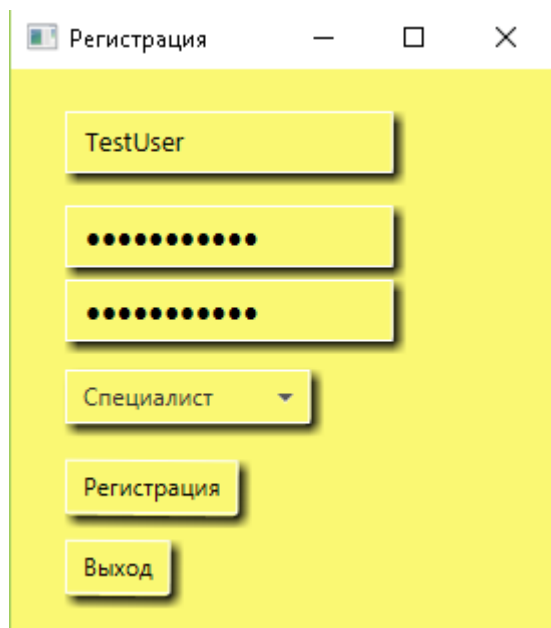 Регистрация
TestUser
●●●●●●●●●●●
●●●●●●●●●●●
Специалист
Регистрация
Выход